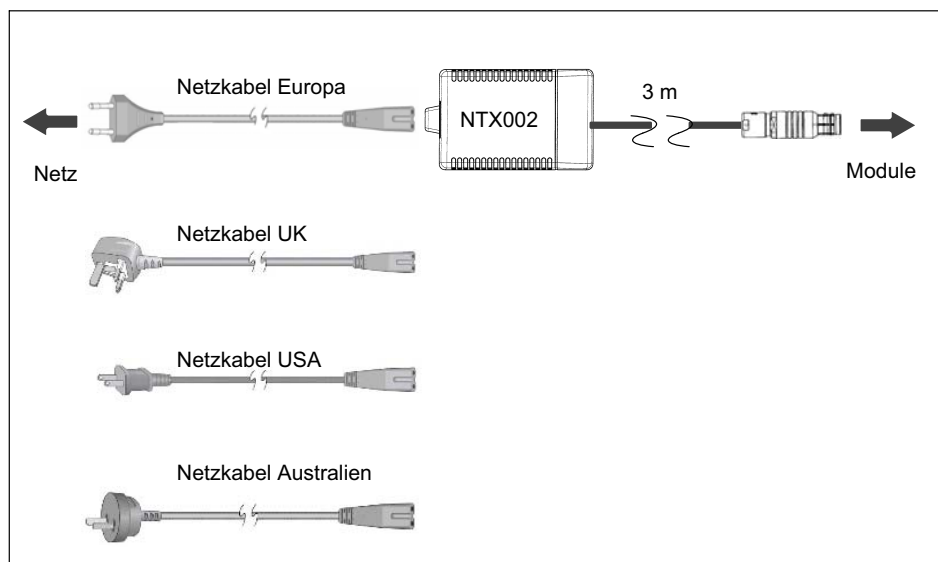 Netzkabel Europa
NTX002
3 m
Netz
Module
Netzkabel UK
Netzkabel USA
Netzkabel Australien